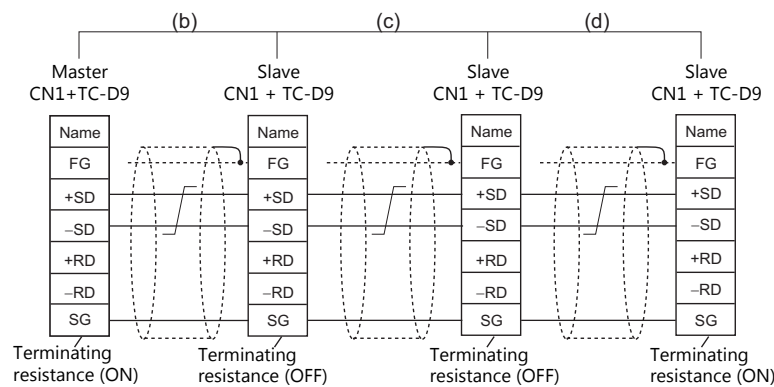 (b) (c) (d)
Master Slave Slave Slave
CN1+TC-D9 CN1 + TC-D9 CN1 + TC-D9 CN1 + TC-D9
Name Name Name Name
FG FG FG FG
+SD +SD +SD +SD
–SD –SD –SD –SD
+RD +RD +RD +RD
–RD –RD –RD –RD
SG SG SG SG
Terminating Terminating Terminating Terminating
resistance (ON) resistance (OFF) resistance (OFF) resistance (ON)